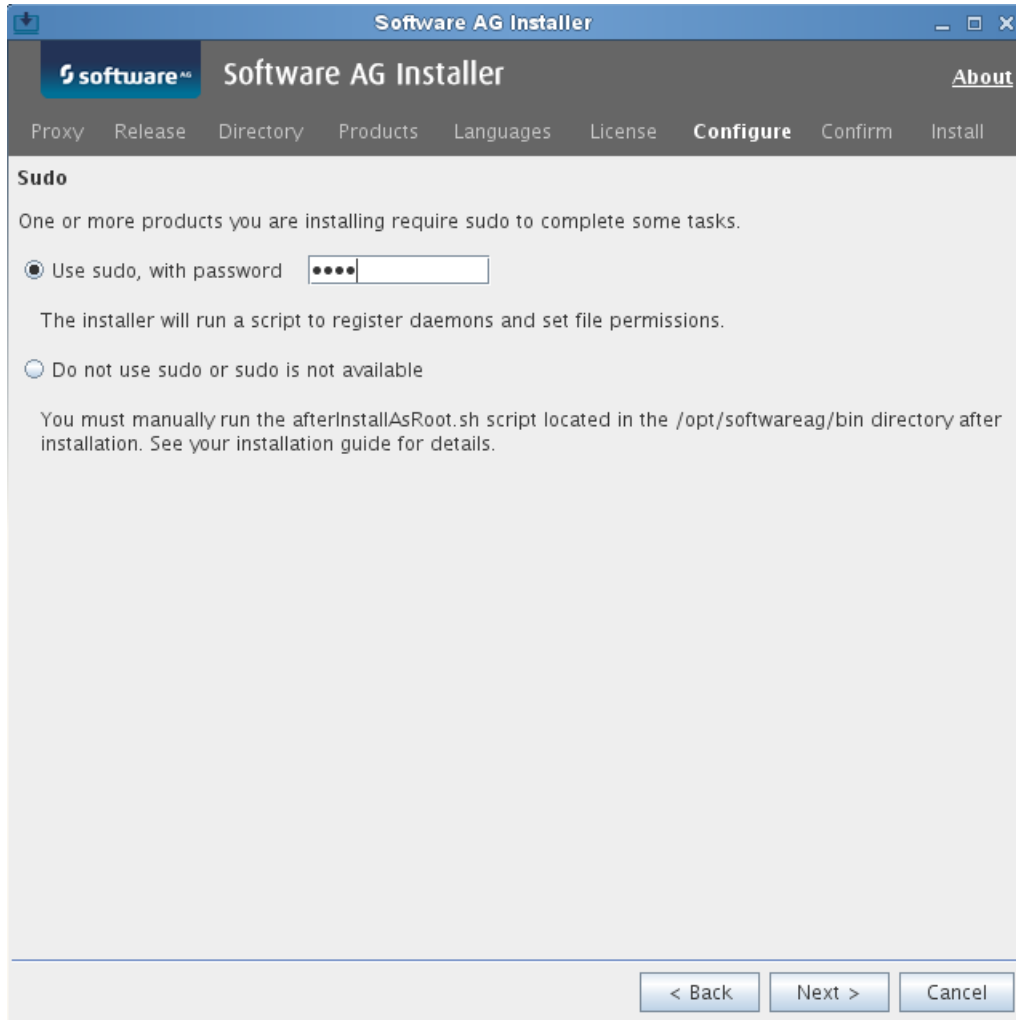 Software AG Installer
software AG Software AG Installer About
Proxy Release Directory Products Languages License Configure Confirm Install
Sudo
One or more products you are installing require sudo to complete some tasks.
Use sudo, with password ••••
The installer will run a script to register daemons and set file permissions.
Do not use sudo or sudo is not available
You must manually run the afterInstallAsRoot.sh script located in the /opt/softwareag/bin directory after
installation. See your installation guide for details.
< Back Next > Cancel